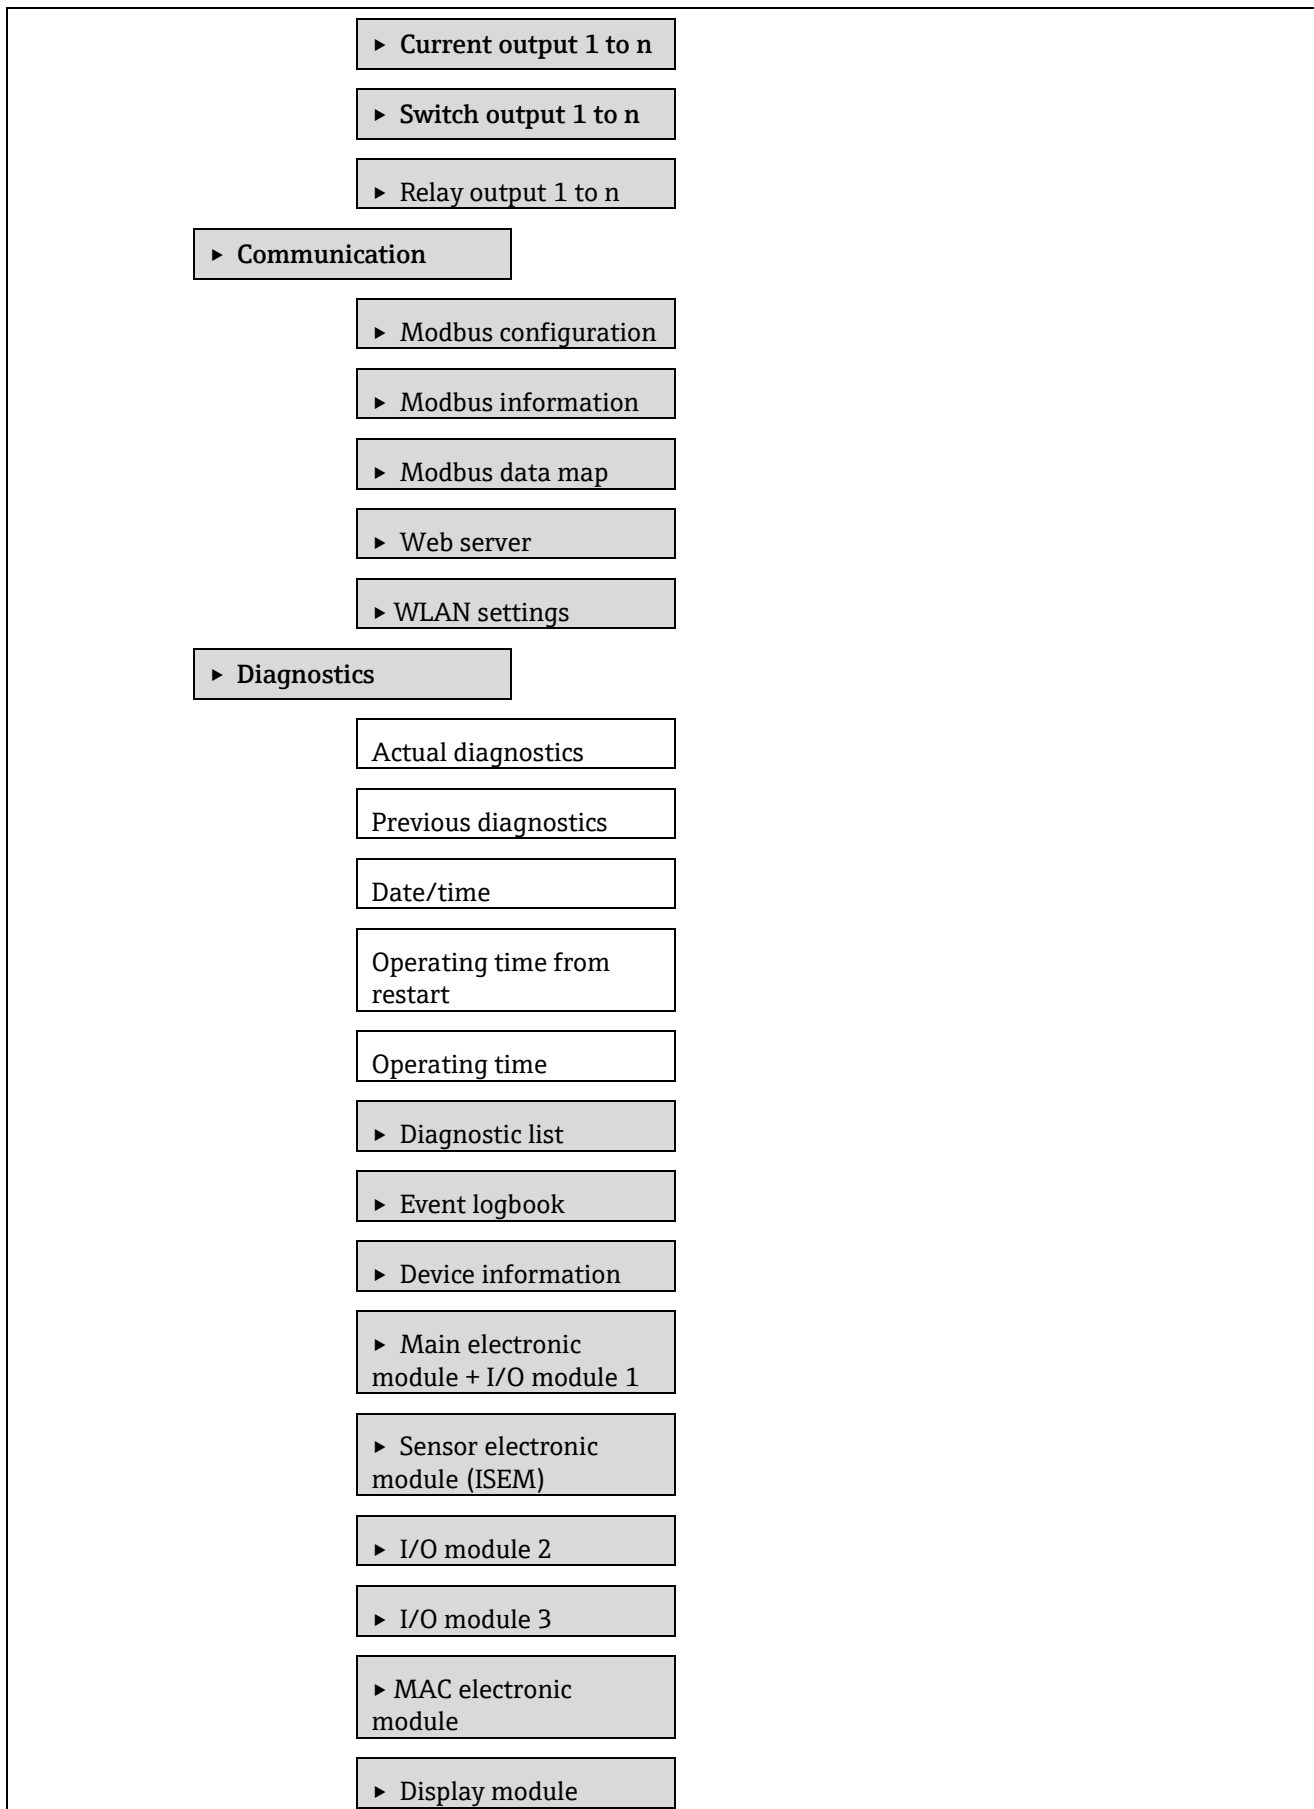 ▸ Current output 1 to n
▸ Switch output 1 to n
▸ Relay output 1 to n
▸ Communication
▸ Modbus configuration
▸ Modbus information
▸ Modbus data map
▸ Web server
▸ WLAN settings
▸ Diagnostics
Actual diagnostics
Previous diagnostics
Date/time
Operating time from
restart
Operating time
▸ Diagnostic list
▸ Event logbook
▸ Device information
▸ Main electronic
module + I/O module 1
▸ Sensor electronic
module (ISEM)
▸ I/O module 2
▸ I/O module 3
▸ MAC electronic
module
▸ Display module